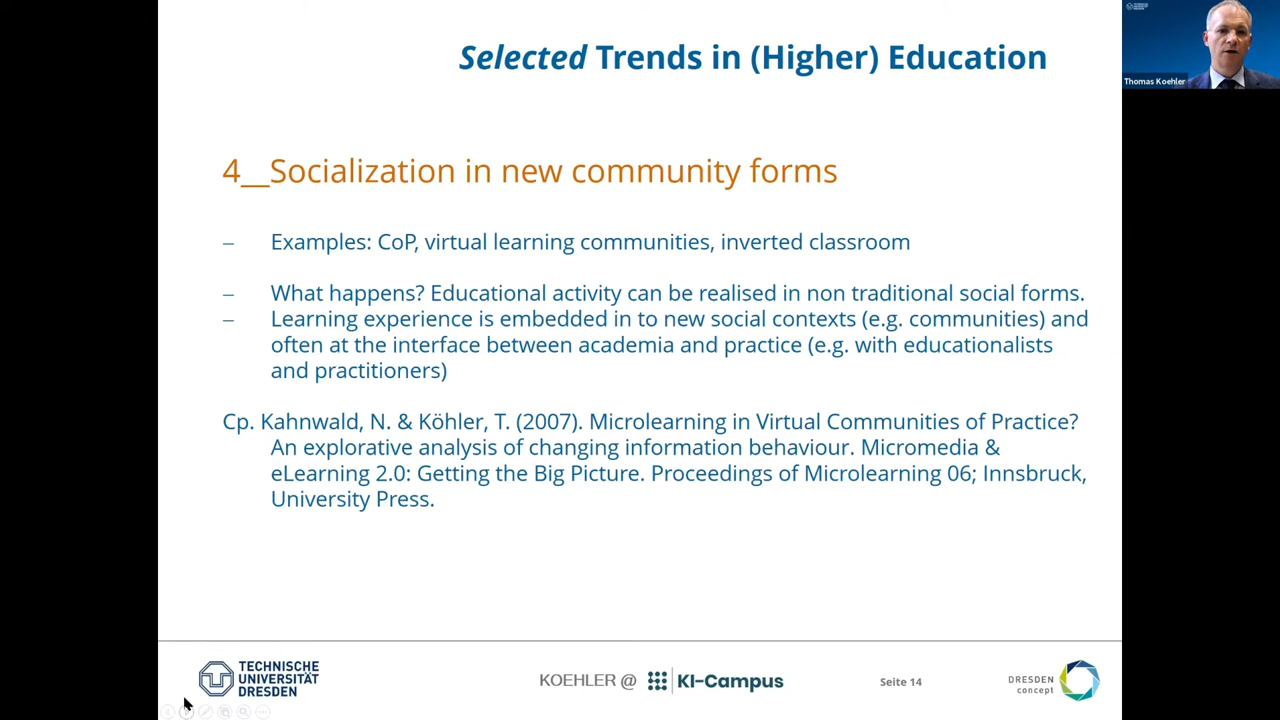 Selected Trends in (Higher) Education
TECHNISCHE
UNIVERSITÄT
DRESDEN
Thomas Koehler
4__Socialization in new community forms
– Examples: CoP, virtual learning communities, inverted classroom
– What happens? Educational activity can be realised in non traditional social forms.
– Learning experience is embedded in to new social contexts (e.g. communities) and
often at the interface between academia and practice (e.g. with educationalists
and practitioners)
Cp. Kahnwald, N. & Köhler, T. (2007). Microlearning in Virtual Communities of Practice?
An explorative analysis of changing information behaviour. Micromedia &
eLearning 2.0: Getting the Big Picture. Proceedings of Microlearning 06; Innsbruck,
University Press.
TECHNISCHE
UNIVERSITÄT
DRESDEN
KOEHLER @ KI-Campus
Seite 14
DRESDEN
concept